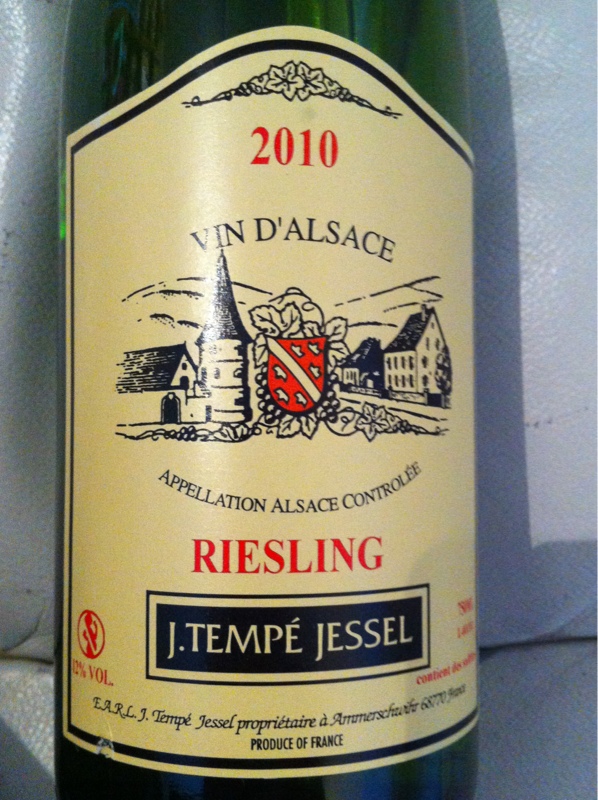 2010
VIN D'ALSACE
APPELLATION ALSACE CONTROLÉE
RIESLING
J.TEMPÉ JESSEL
12% VOL.
contient des
E.A.R.L. J. Tempé Jessel propriétaire à Ammerschwihr 68770 France
PRODUCE OF FRANCE